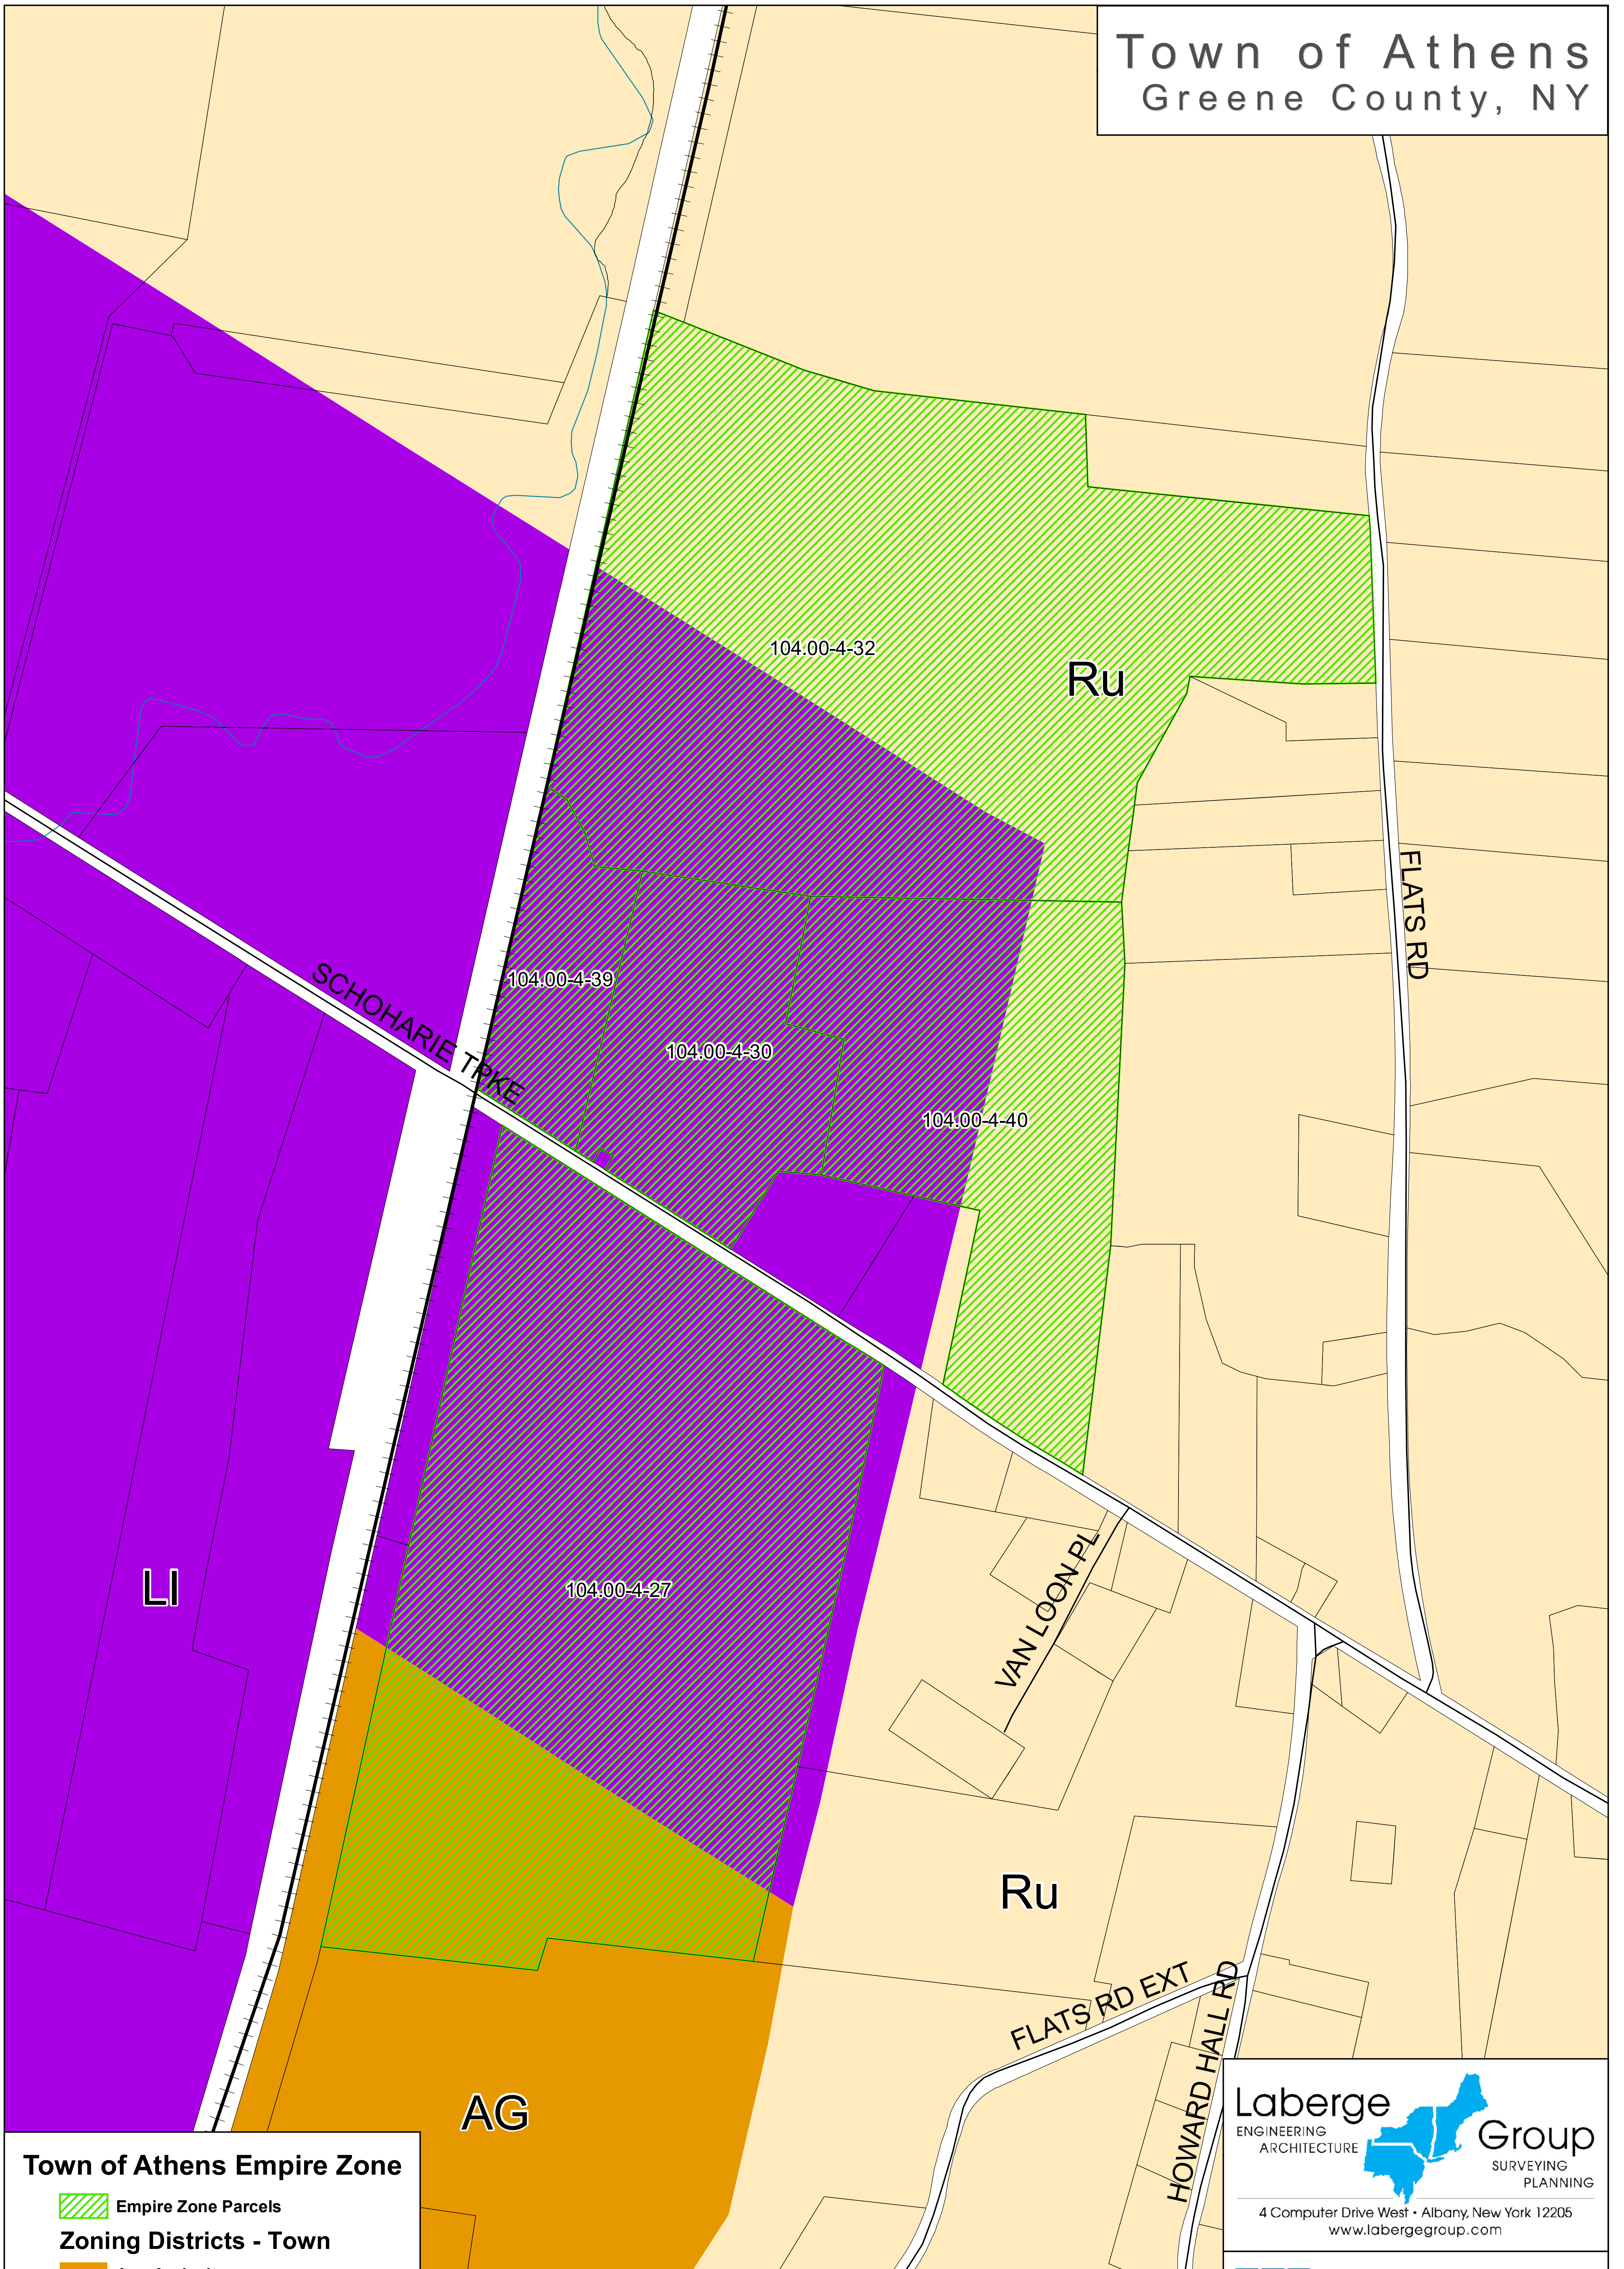 Town of Athens
Greene County, NY
104.00-4-32
Ru
FLATS RD
SCHOHARIE TPKE
104.00-4-39
104.00-4-30
104.00-4-40
LI
104.00-4-27
VAN LOON PL
Ru
FLATS RD EXT
HOWARD HALL RD
AG
Town of Athens Empire Zone
Empire Zone Parcels
Zoning Districts - Town
Laberge
Group
ENGINEERING
ARCHITECTURE
SURVEYING
PLANNING
4 Computer Drive West • Albany, New York 12205
www.labergegroup.com